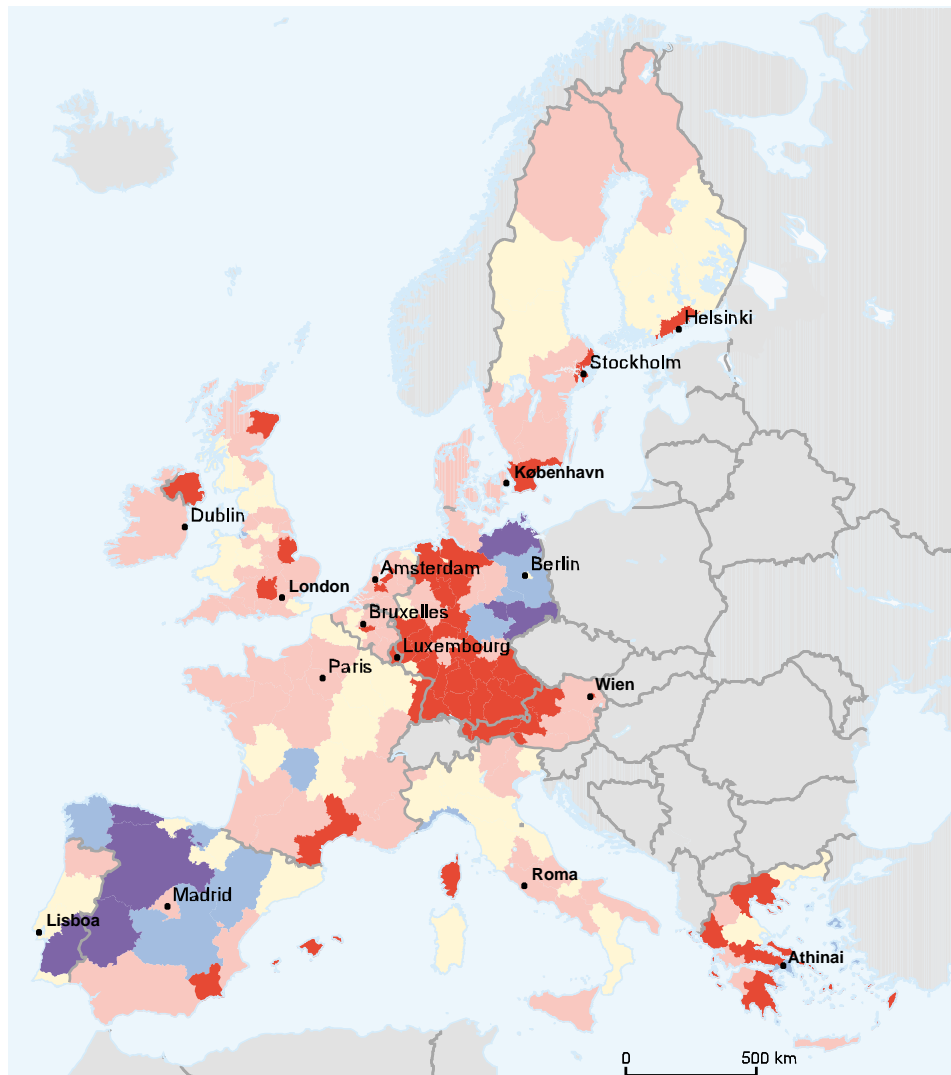 Helsinki
Stockholm
København
Dublin
Berlin
Amsterdam
London
Bruxelles
Luxembourg
Paris
Wien
Roma
Madrid
Lisboa
Athinai
0 500 km